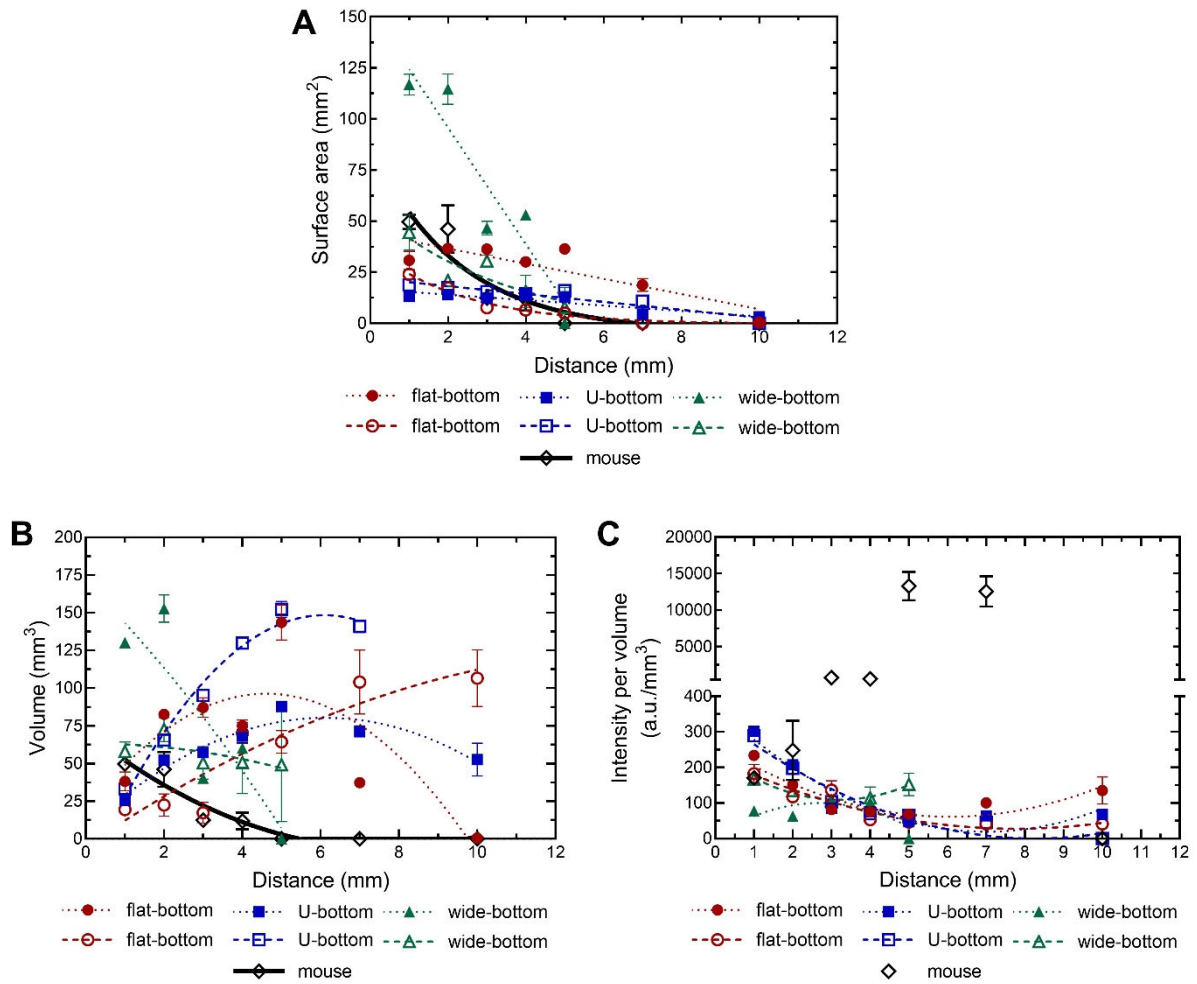 A
150
125
100
75
50
25
0
Surface area (mm²)
0 2 4 6 8 10 12
Distance (mm)
flat-bottom U-bottom wide-bottom
flat-bottom U-bottom wide-bottom
mouse
B
200
175
150
125
100
75
50
25
0
Volume (mm³)
0 2 4 6 8 10 12
Distance (mm)
flat-bottom U-bottom wide-bottom
flat-bottom U-bottom wide-bottom
mouse
C
20000
15000
10000
5000
400
300
200
100
0
Intensity per volume
(a.u./mm³)
0 1 2 3 4 5 6 7 8 9 10 11 12
Distance (mm)
flat-bottom U-bottom wide-bottom
flat-bottom U-bottom wide-bottom
mouse